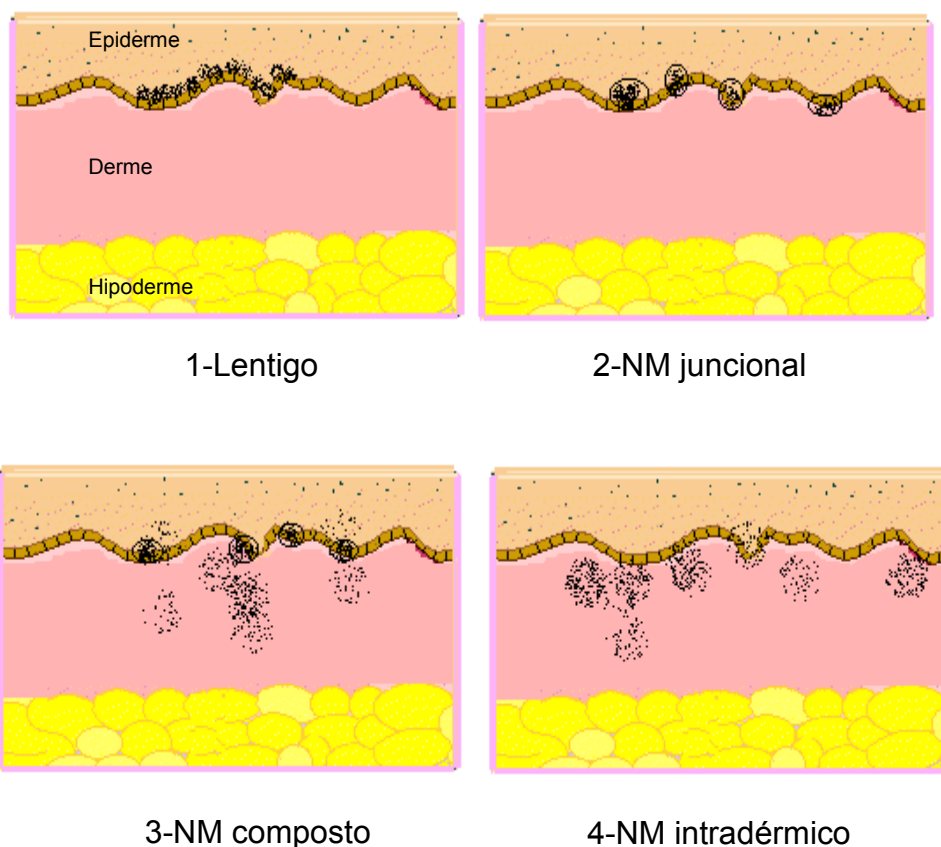 Epiderme
Derme
Hipoderme
1-Lentigo
2-NM juncional
3-NM composto
4-NM intradérmico